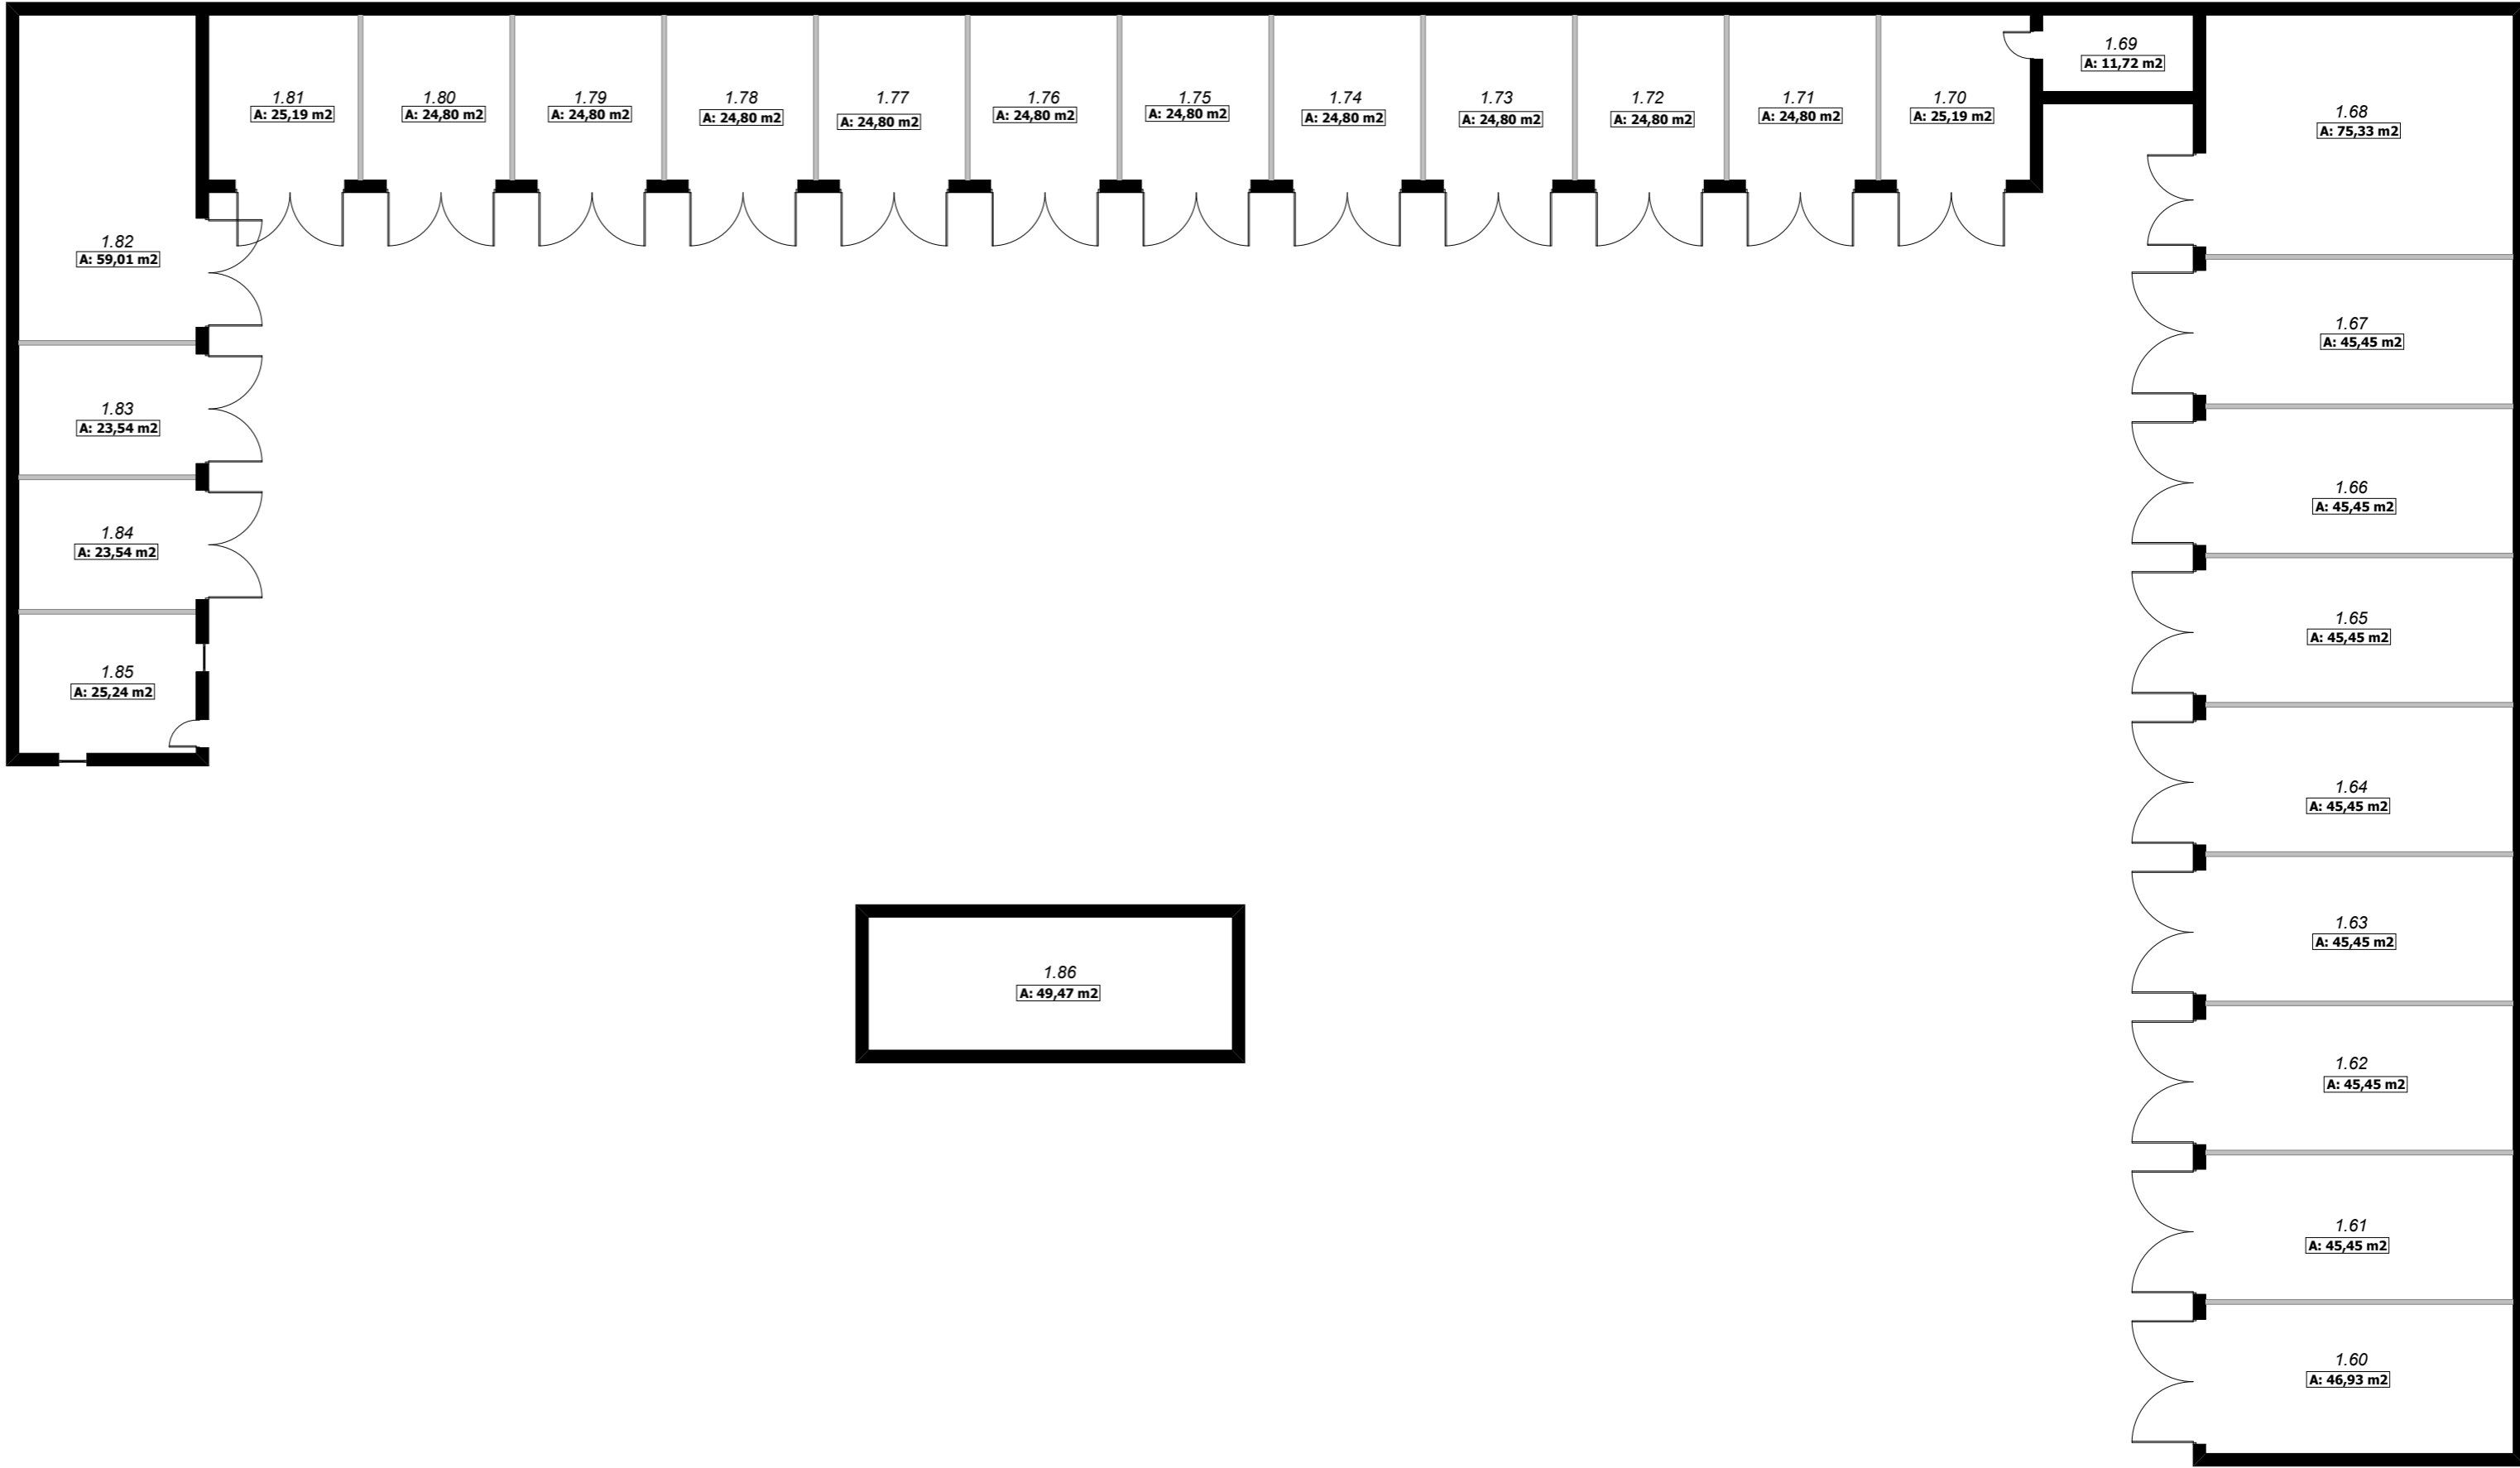 1.69
A: 11,72 m2
1.81
A: 25,19 m2
1.80
A: 24,80 m2
1.79
A: 24,80 m2
1.78
A: 24,80 m2
1.77
A: 24,80 m2
1.76
A: 24,80 m2
1.75
A: 24,80 m2
1.74
A: 24,80 m2
1.73
A: 24,80 m2
1.72
A: 24,80 m2
1.71
A: 24,80 m2
1.70
A: 25,19 m2
1.68
A: 75,33 m2
1.82
A: 59,01 m2
1.67
A: 45,45 m2
1.83
A: 23,54 m2
1.66
A: 45,45 m2
1.84
A: 23,54 m2
1.65
A: 45,45 m2
1.85
A: 25,24 m2
1.64
A: 45,45 m2
1.63
A: 45,45 m2
1.86
A: 49,47 m2
1.62
A: 45,45 m2
1.61
A: 45,45 m2
1.60
A: 46,93 m2